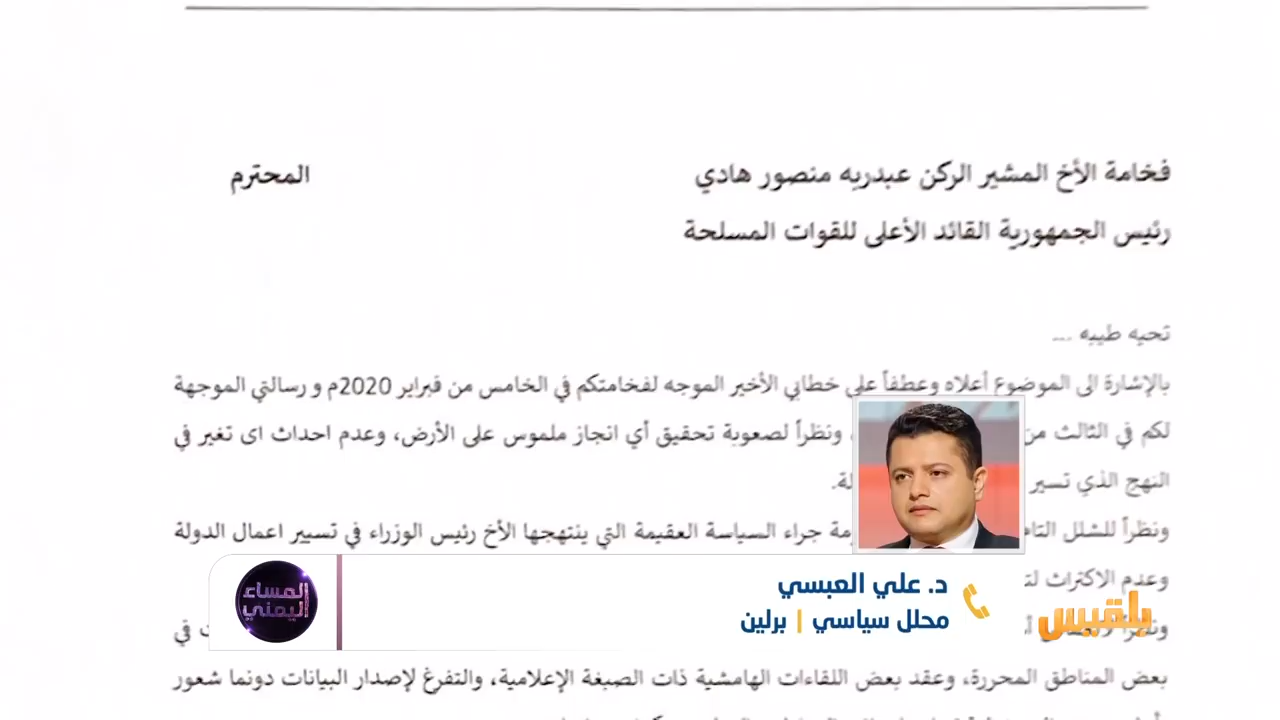 فخامة الأخ المشير الركن عبدربه منصور هادي المحترم
رئيس الجمهورية القائد الأعلى للقوات المسلحة
تحيه طيبه ...
بالإشارة الى الموضوع أعلاه وعطفاً على خطابي الأخير الموجه لفخامتكم في الخامس من فبراير 2020م و رسالتي الموجهة
لكم في الثالث من ونظراً لصعوبة تحقيق أي انجاز ملموس على الأرض، وعدم احداث اى تغير في
النهج الذي تسير
ونظراً للشلل جراء السياسة العقيمة التي ينتهجها الأخ رئيس الوزراء في تسيير اعمال الدولة
وعدم الاكتراث
في
بعض المناطق المحررة، وعقد بعض اللقاءات الهامشية ذات الصبغة الإعلامية، والتفرغ لإصدار البيانات دونما شعور
د. علي العبسي
محلل سياسي | برلين
بلقيس
المساء
اليمني